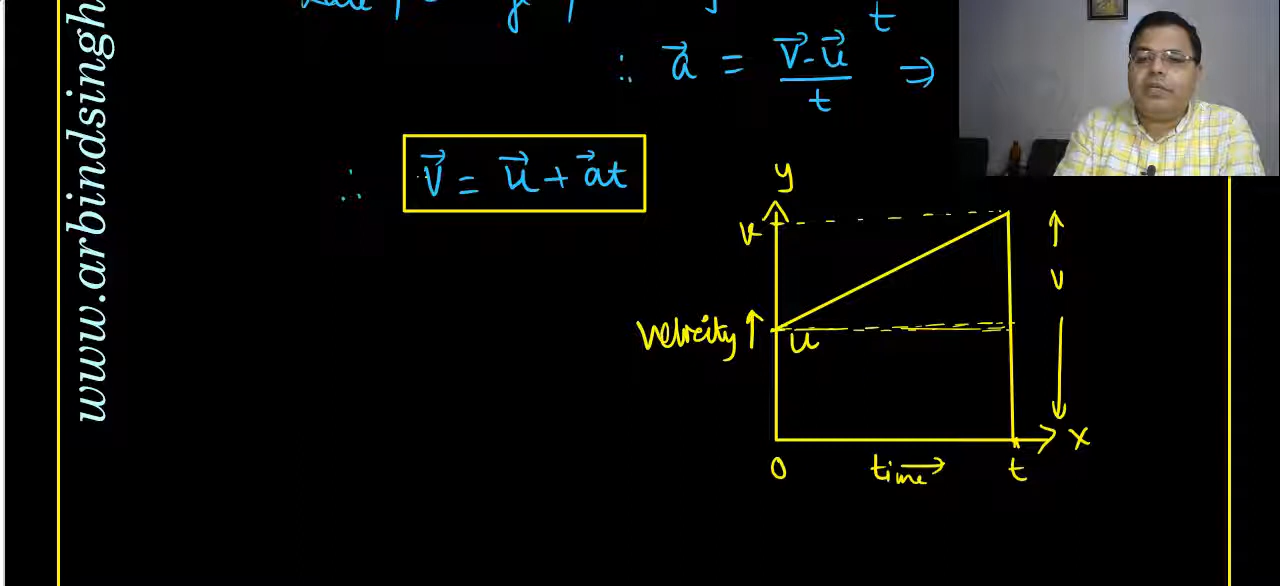 www.arbindsingh
t
∴ a⃗ = (v⃗ - u⃗)/t ⇒
∴ v⃗ = u⃗ + a⃗t
y
v
v
velocity ↑
u
x
0 time → t